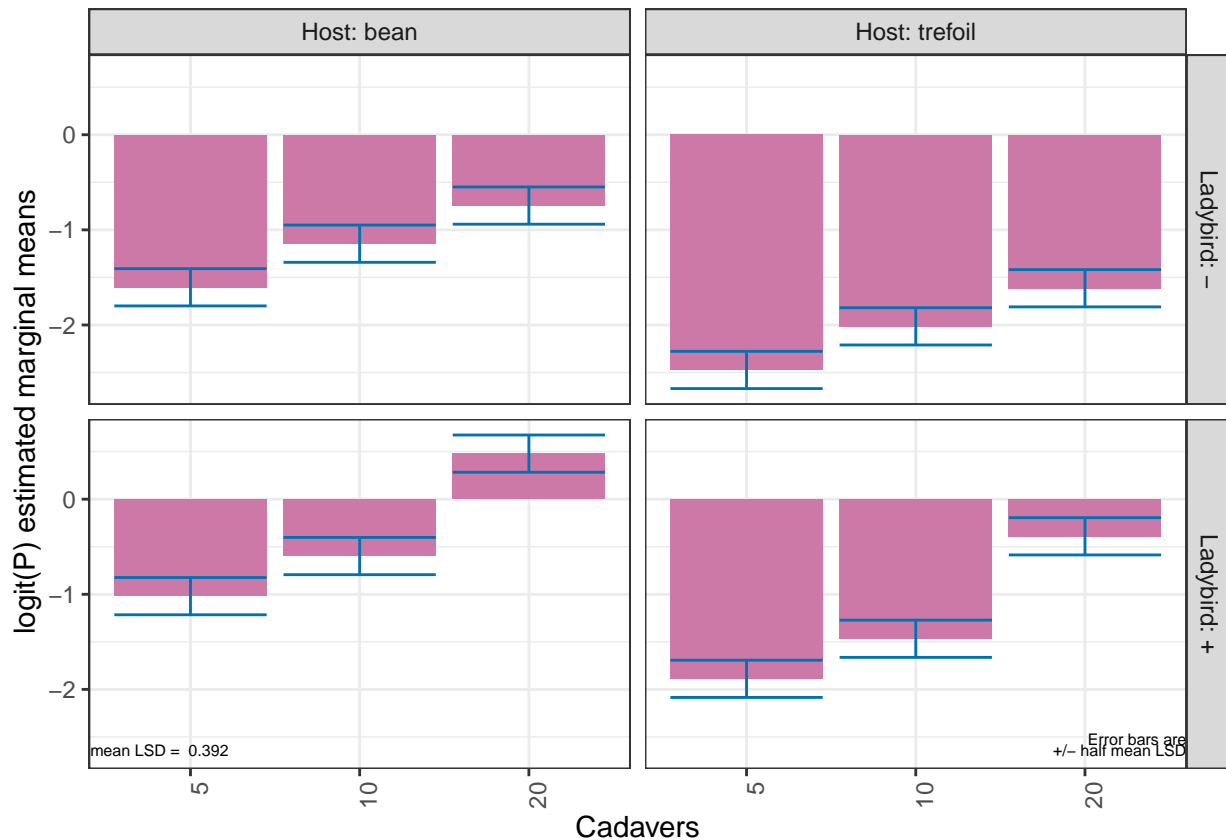 Host: bean
Host: trefoil
Ladybird: −
Ladybird: +
logit(P) estimated marginal means
0
−1
−2
0
−1
−2
mean LSD = 0.392
Error bars are
+/− half mean LSD
5
10
20
5
10
20
Cadavers